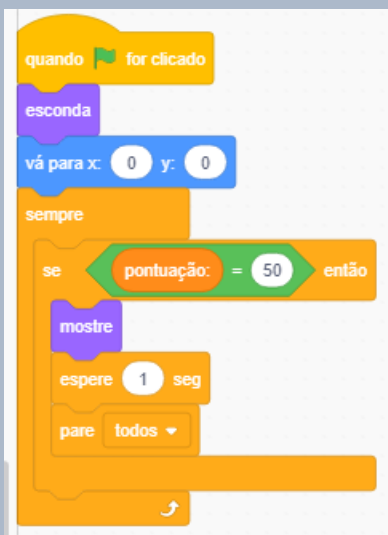 quando for clicado
esconda
vá para x: 0 y: 0
sempre
se pontuação: = 50 então
mostre
espere 1 seg
pare todos